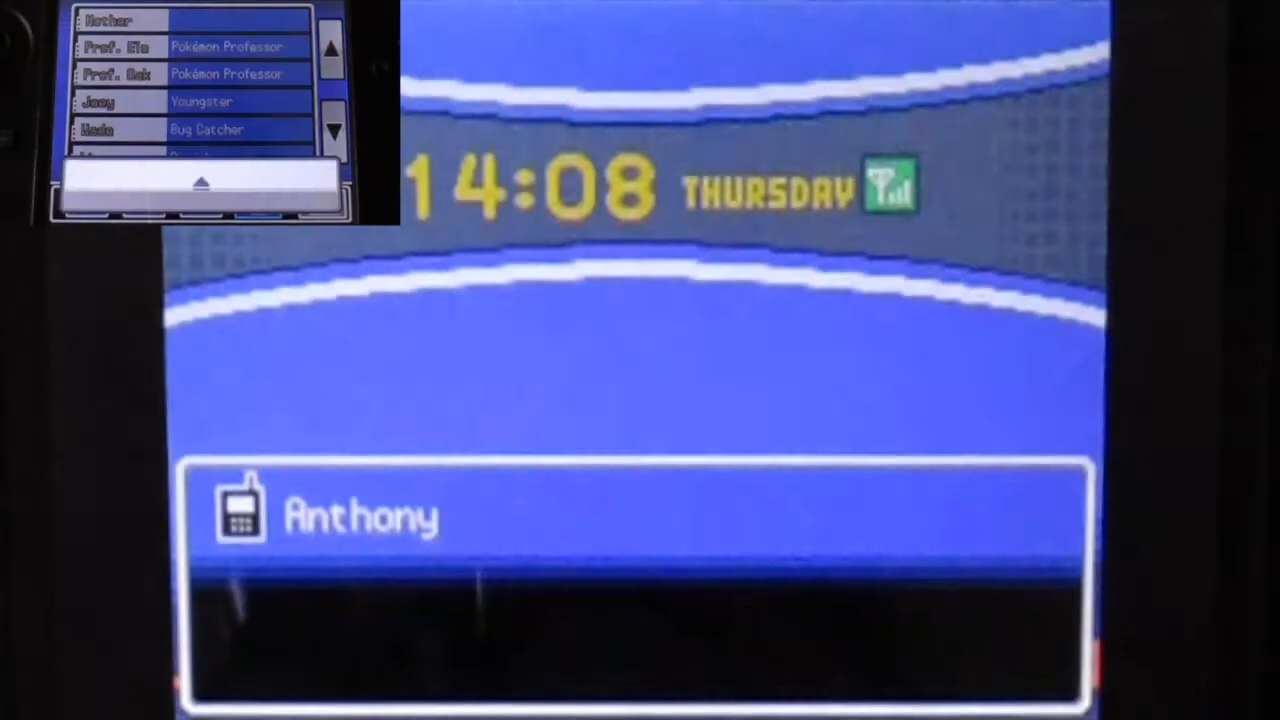 Mother
Prof. Elm Pokémon Professor
Prof. Oak Pokémon Professor
Joey Youngster
Wade Bug Catcher
14:08 THURSDAY
Anthony